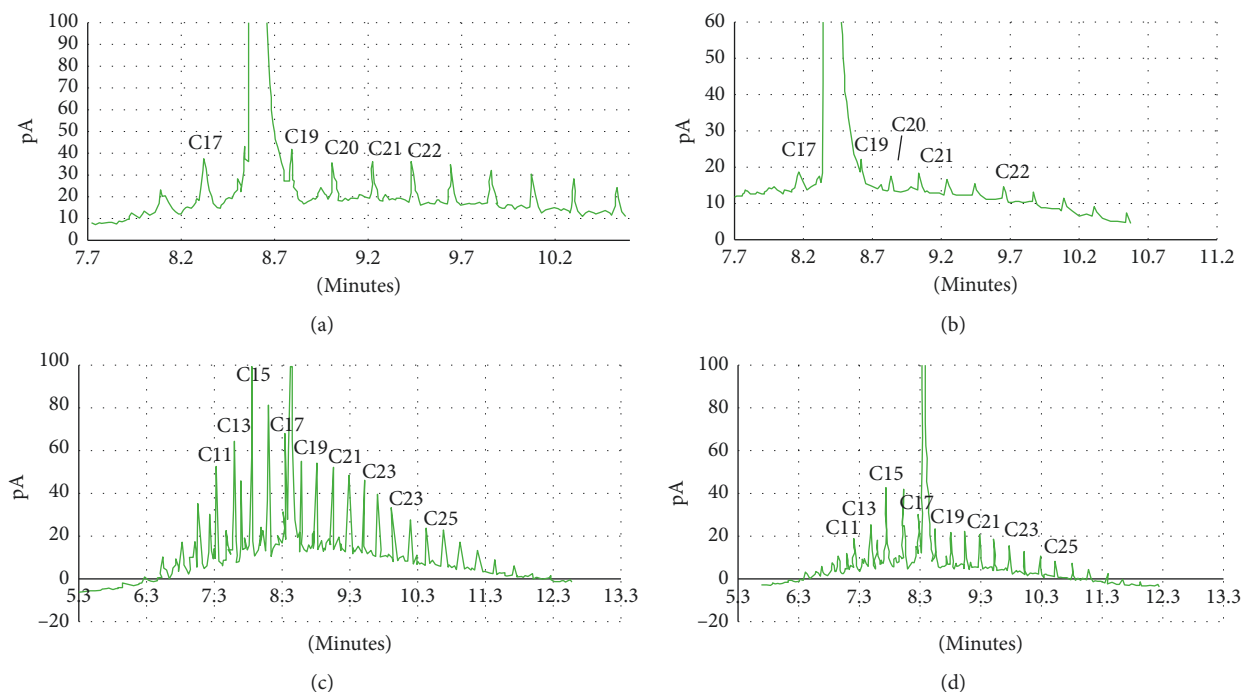 100
90
80
70
60
50
40
30
20
10
0
pA
C17
C19
C20
C21
C22
7.7 8.2 8.7 9.2 9.7 10.2
(Minutes)
(a)
60
50
40
30
20
10
0
pA
C17
C19
C20
C21
C22
7.7 8.2 8.7 9.2 9.7 10.2 10.7 11.2
(Minutes)
(b)
100
80
60
40
20
0
–20
pA
C11
C13
C15
C17
C19
C21
C23
C23
C25
5.3 6.3 7.3 8.3 9.3 10.3 11.3 12.3 13.3
(Minutes)
(c)
100
80
60
40
20
0
–20
pA
C11
C13
C15
C17
C19
C21
C23
C25
5.3 6.3 7.3 8.3 9.3 10.3 11.3 12.3 13.3
(Minutes)
(d)